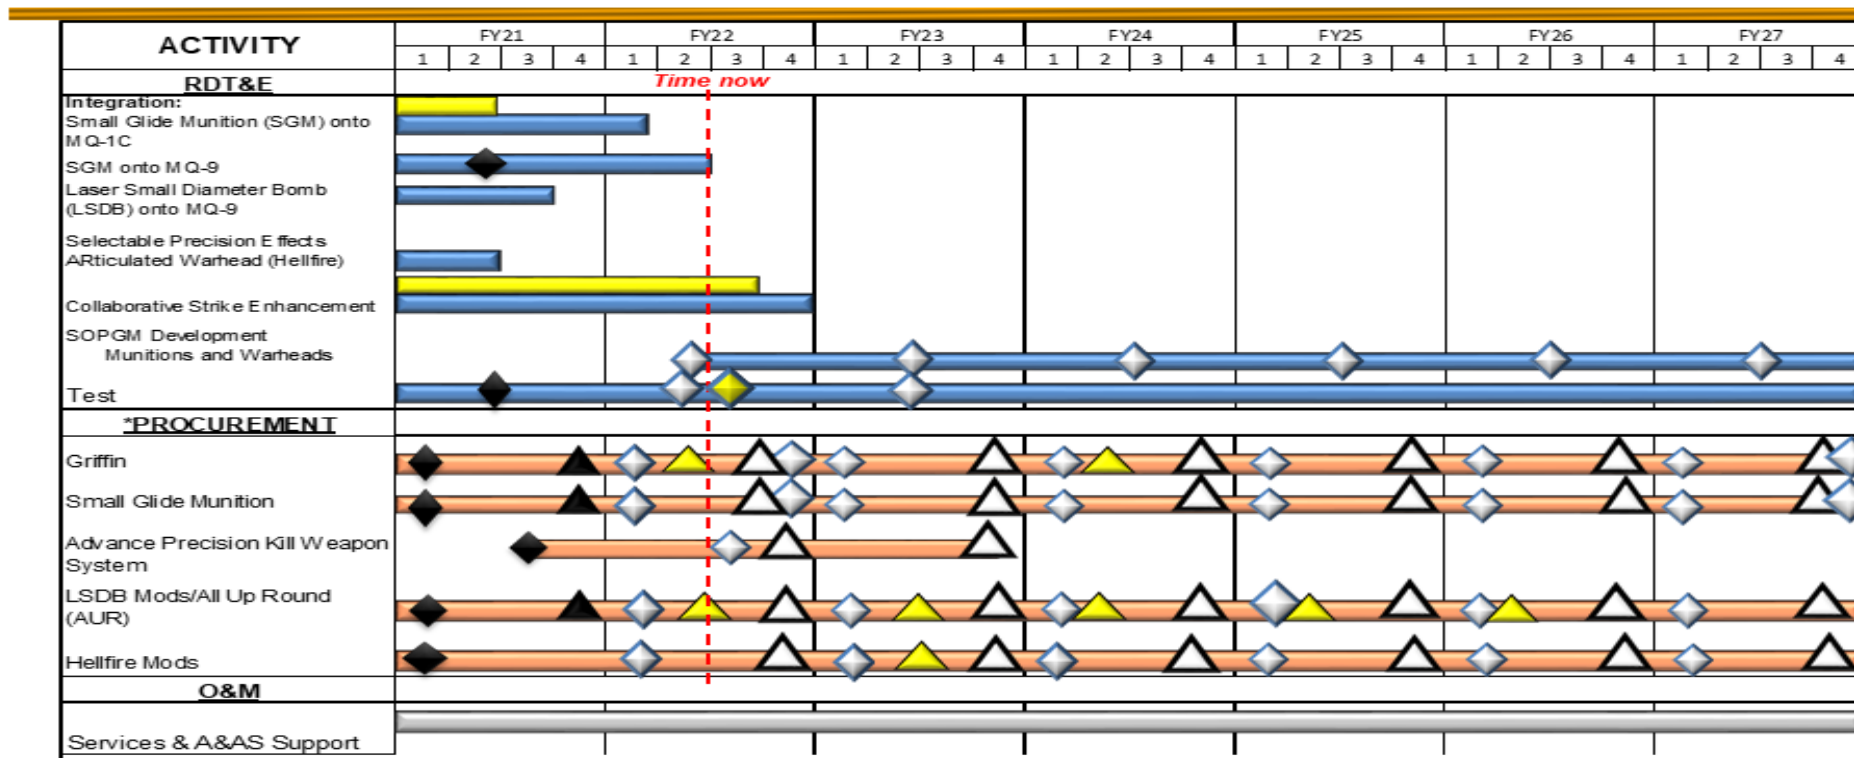 ACTIVITY
FY21 FY22 FY23 FY24 FY25 FY26 FY27
1 2 3 4 1 2 3 4 1 2 3 4 1 2 3 4 1 2 3 4 1 2 3 4 1 2 3 4
RDT&E
Time now
Integration:
Small Glide Munition (SGM) onto
MQ-1C
SGM onto MQ-9
Laser Small Diameter Bomb
(LSDB) onto MQ-9
Selectable Precision Effects
ARticulated Warhead (Hellfire)
Collaborative Strike Enhancement
SOPGM Development
Munitions and Warheads
Test
*PROCUREMENT
Griffin
Small Glide Munition
Advance Precision Kill Weapon
System
LSDB Mods/All Up Round
(AUR)
Hellfire Mods
O&M
Services & A&AS Support